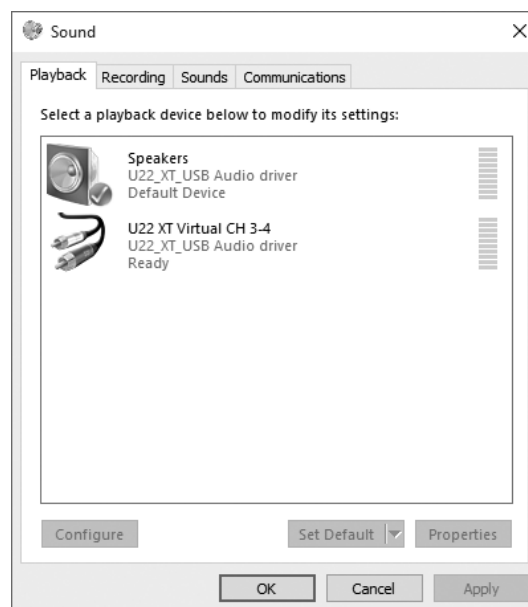 Sound
Playback Recording Sounds Communications
Select a playback device below to modify its settings:
Speakers
U22_XT_USB Audio driver
Default Device
U22 XT Virtual CH 3-4
U22_XT_USB Audio driver
Ready
Configure Set Default Properties
OK Cancel Apply